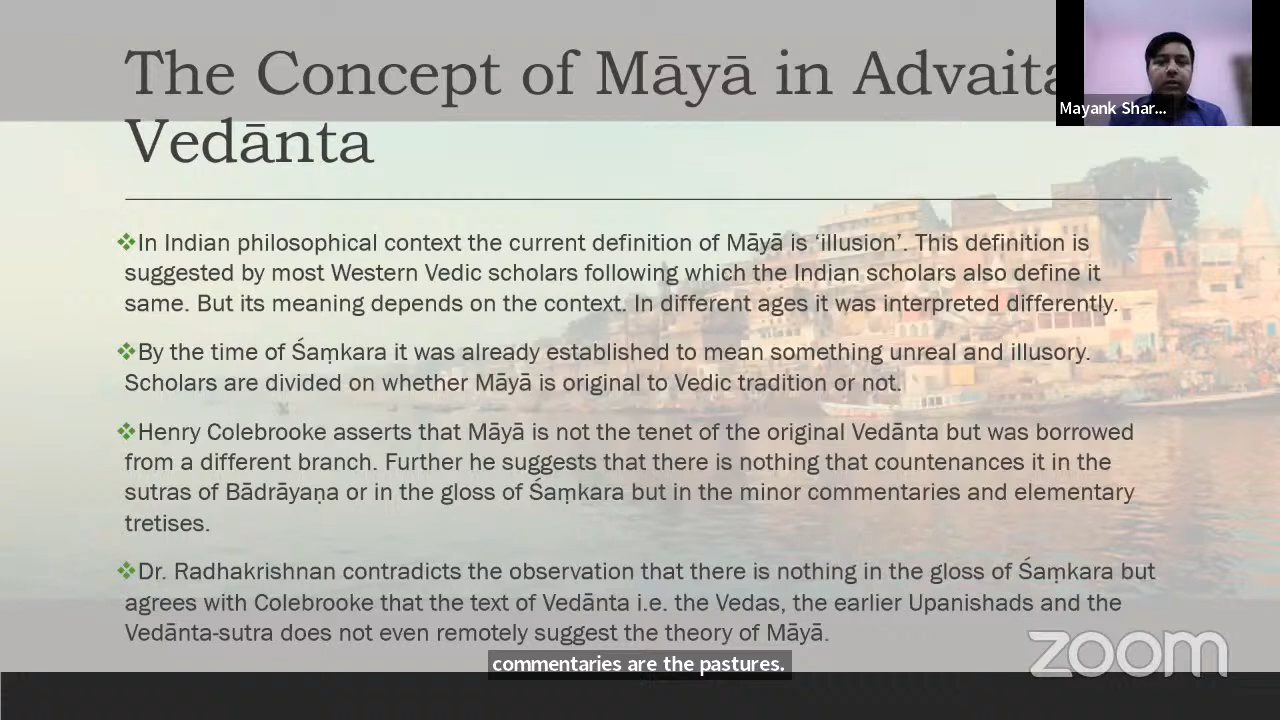 The Concept of Māyā in Advaita
Vedānta
Mayank Shar...
❖In Indian philosophical context the current definition of Māyā is ‘illusion’. This definition is
suggested by most Western Vedic scholars following which the Indian scholars also define it
same. But its meaning depends on the context. In different ages it was interpreted differently.
❖By the time of Śaṃkara it was already established to mean something unreal and illusory.
Scholars are divided on whether Māyā is original to Vedic tradition or not.
❖Henry Colebrooke asserts that Māyā is not the tenet of the original Vedānta but was borrowed
from a different branch. Further he suggests that there is nothing that countenances it in the
sutras of Bādrāyaṇa or in the gloss of Śaṃkara but in the minor commentaries and elementary
tretises.
❖Dr. Radhakrishnan contradicts the observation that there is nothing in the gloss of Śaṃkara but
agrees with Colebrooke that the text of Vedānta i.e. the Vedas, the earlier Upanishads and the
Vedānta-sutra does not even remotely suggest the theory of Māyā.
zoom
commentaries are the pastures.